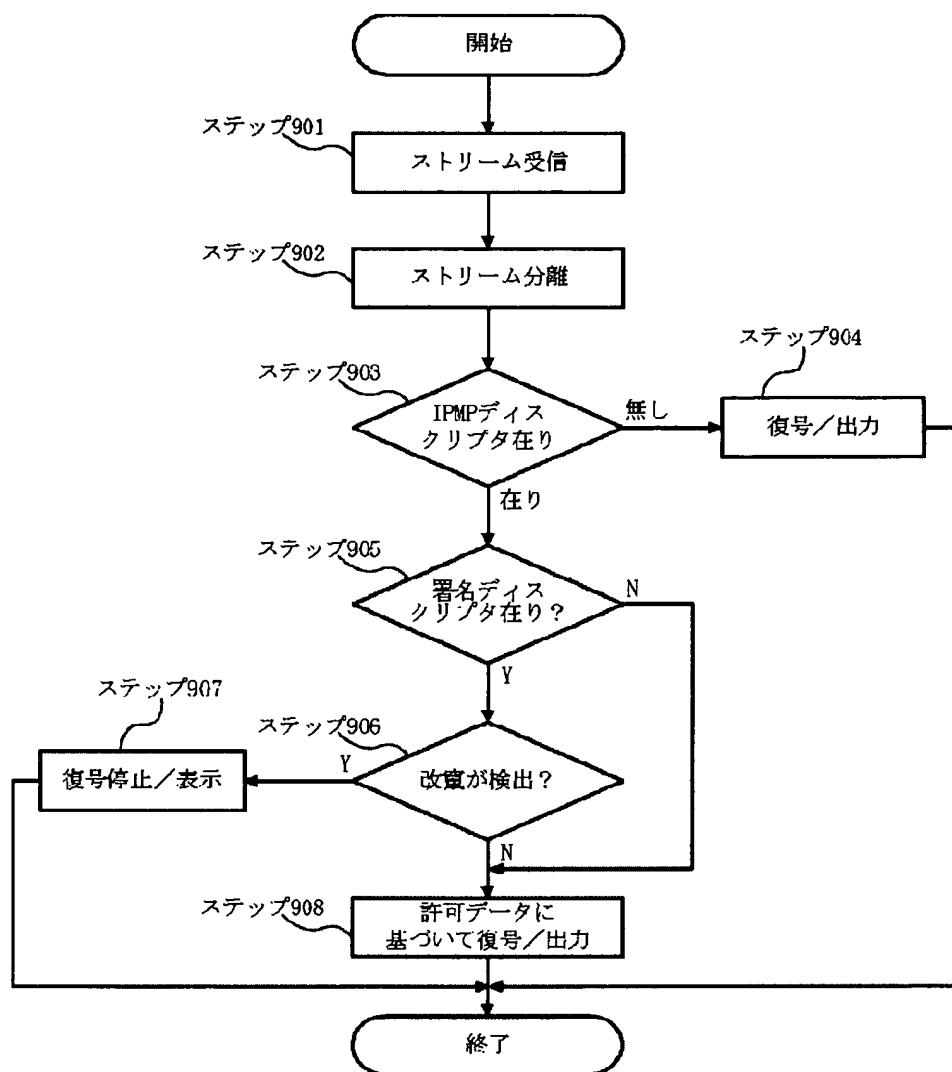 開始
ステップ901
ストリーム受信
ステップ902
ストリーム分離
ステップ903
IPMPディス
クリプタ在り
無し
ステップ904
復号／出力
在り
ステップ905
署名ディス
クリプタ在り？
N
Y
ステップ906
改竄が検出？
Y
ステップ907
復号停止／表示
N
ステップ908
許可データに
基づいて復号／出力
終了